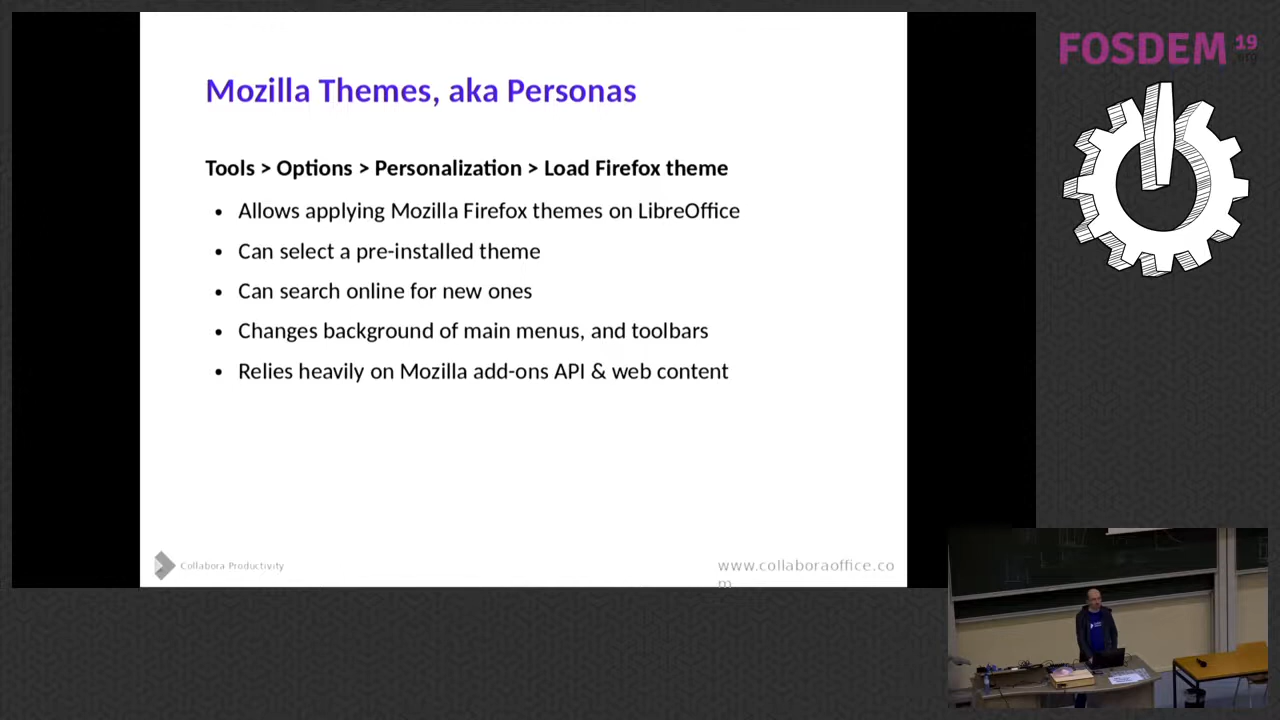 Mozilla Themes, aka Personas
Tools > Options > Personalization > Load Firefox theme
• Allows applying Mozilla Firefox themes on LibreOffice
• Can select a pre-installed theme
• Can search online for new ones
• Changes background of main menus, and toolbars
• Relies heavily on Mozilla add-ons API & web content
Collabora Productivity
www.collaboraoffice.co
m
FOSDEM 19
.org